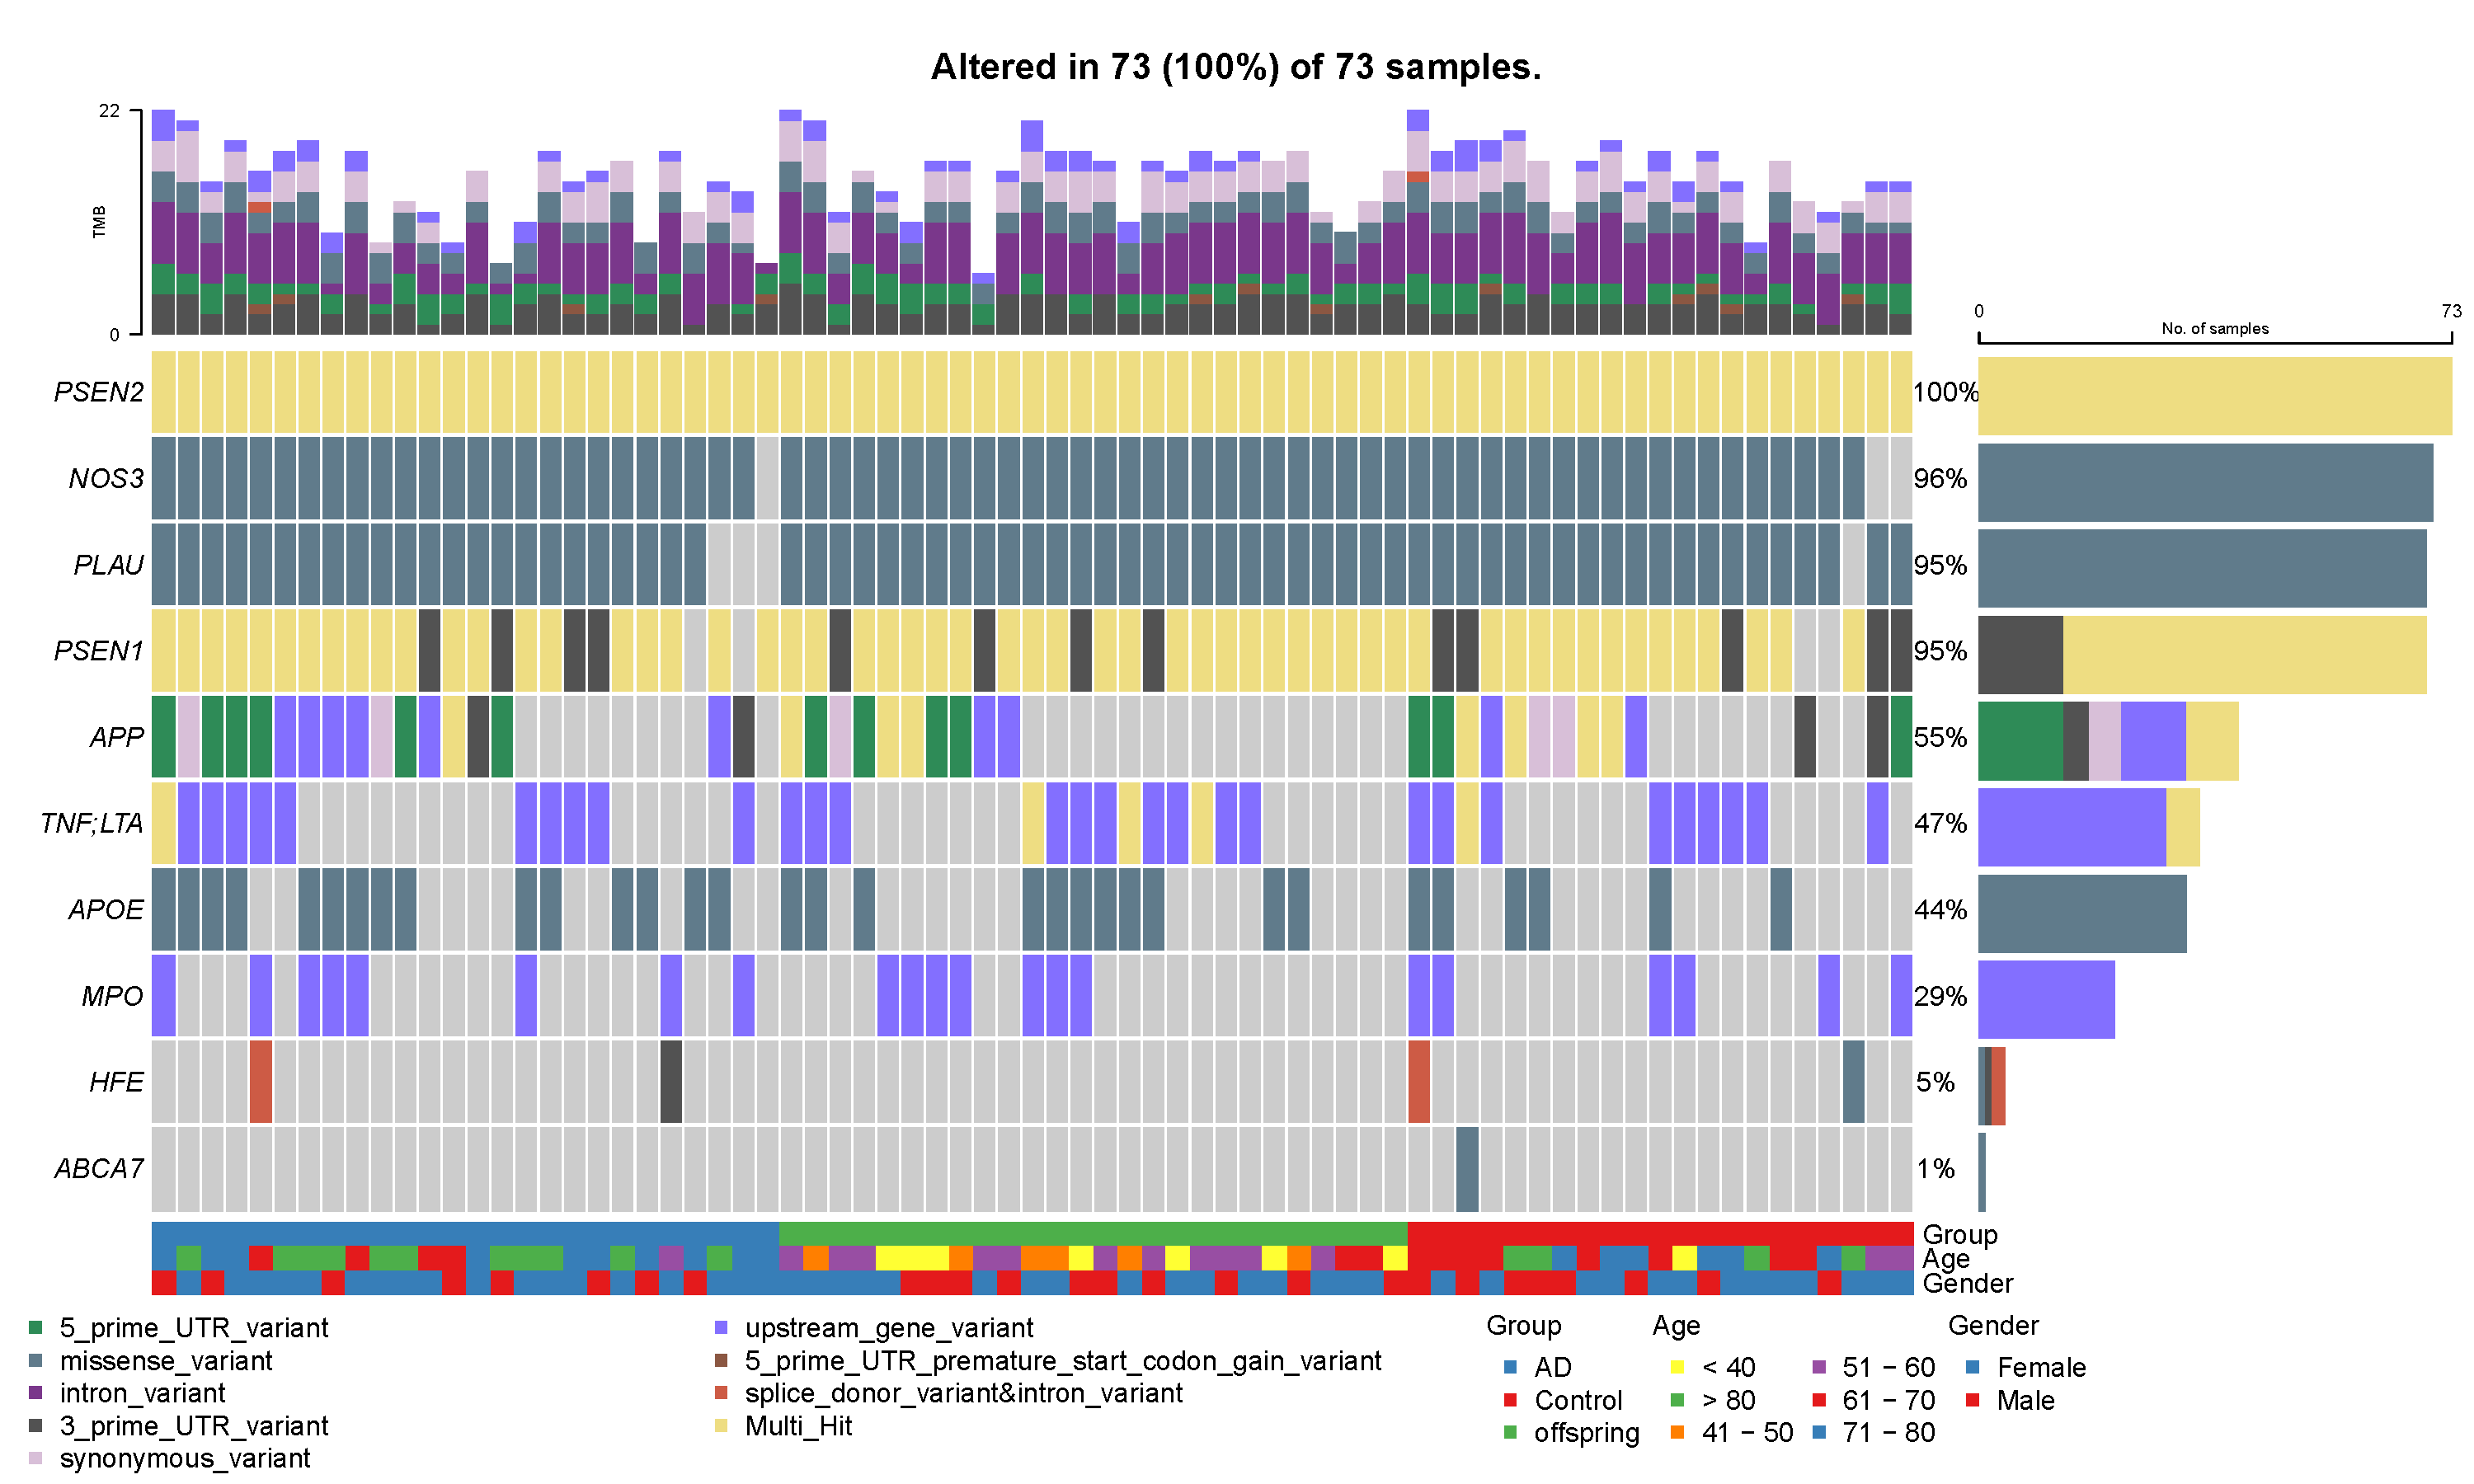 Altered in 73 (100%) of 73 samples.
22
TMB
0
0 73
No. of samples
PSEN2 100%
NOS3 96%
PLAU 95%
PSEN1 95%
APP 55%
TNF;LTA 47%
APOE 44%
MPO 29%
HFE 5%
ABCA7 1%
Group
Age
Gender
5_prime_UTR_variant
missense_variant
intron_variant
3_prime_UTR_variant
synonymous_variant
upstream_gene_variant
5_prime_UTR_premature_start_codon_gain_variant
splice_donor_variant&intron_variant
Multi_Hit
Group
AD
Control
offspring
Age
< 40
> 80
41 − 50
51 − 60
61 − 70
71 − 80
Gender
Female
Male